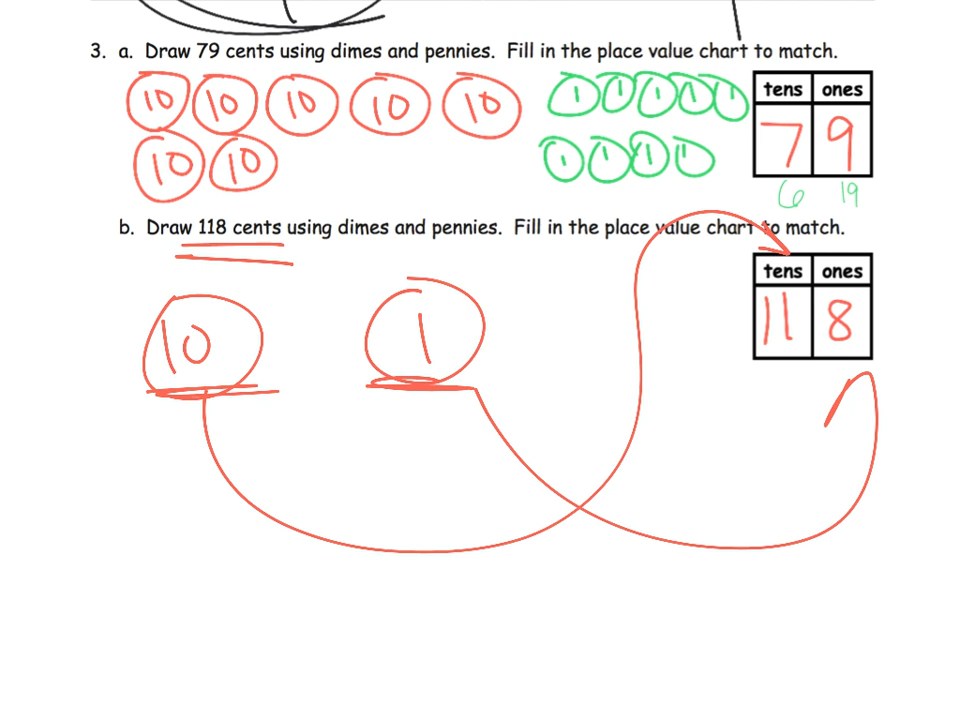 3. a. Draw 79 cents using dimes and pennies. Fill in the place value chart to match.
10 10 10 10 10 1 1 1 1 1 tens ones
10 10 1 1 1 1 7 9
6 19
b. Draw 118 cents using dimes and pennies. Fill in the place value chart to match.
tens ones
10 1 11 8